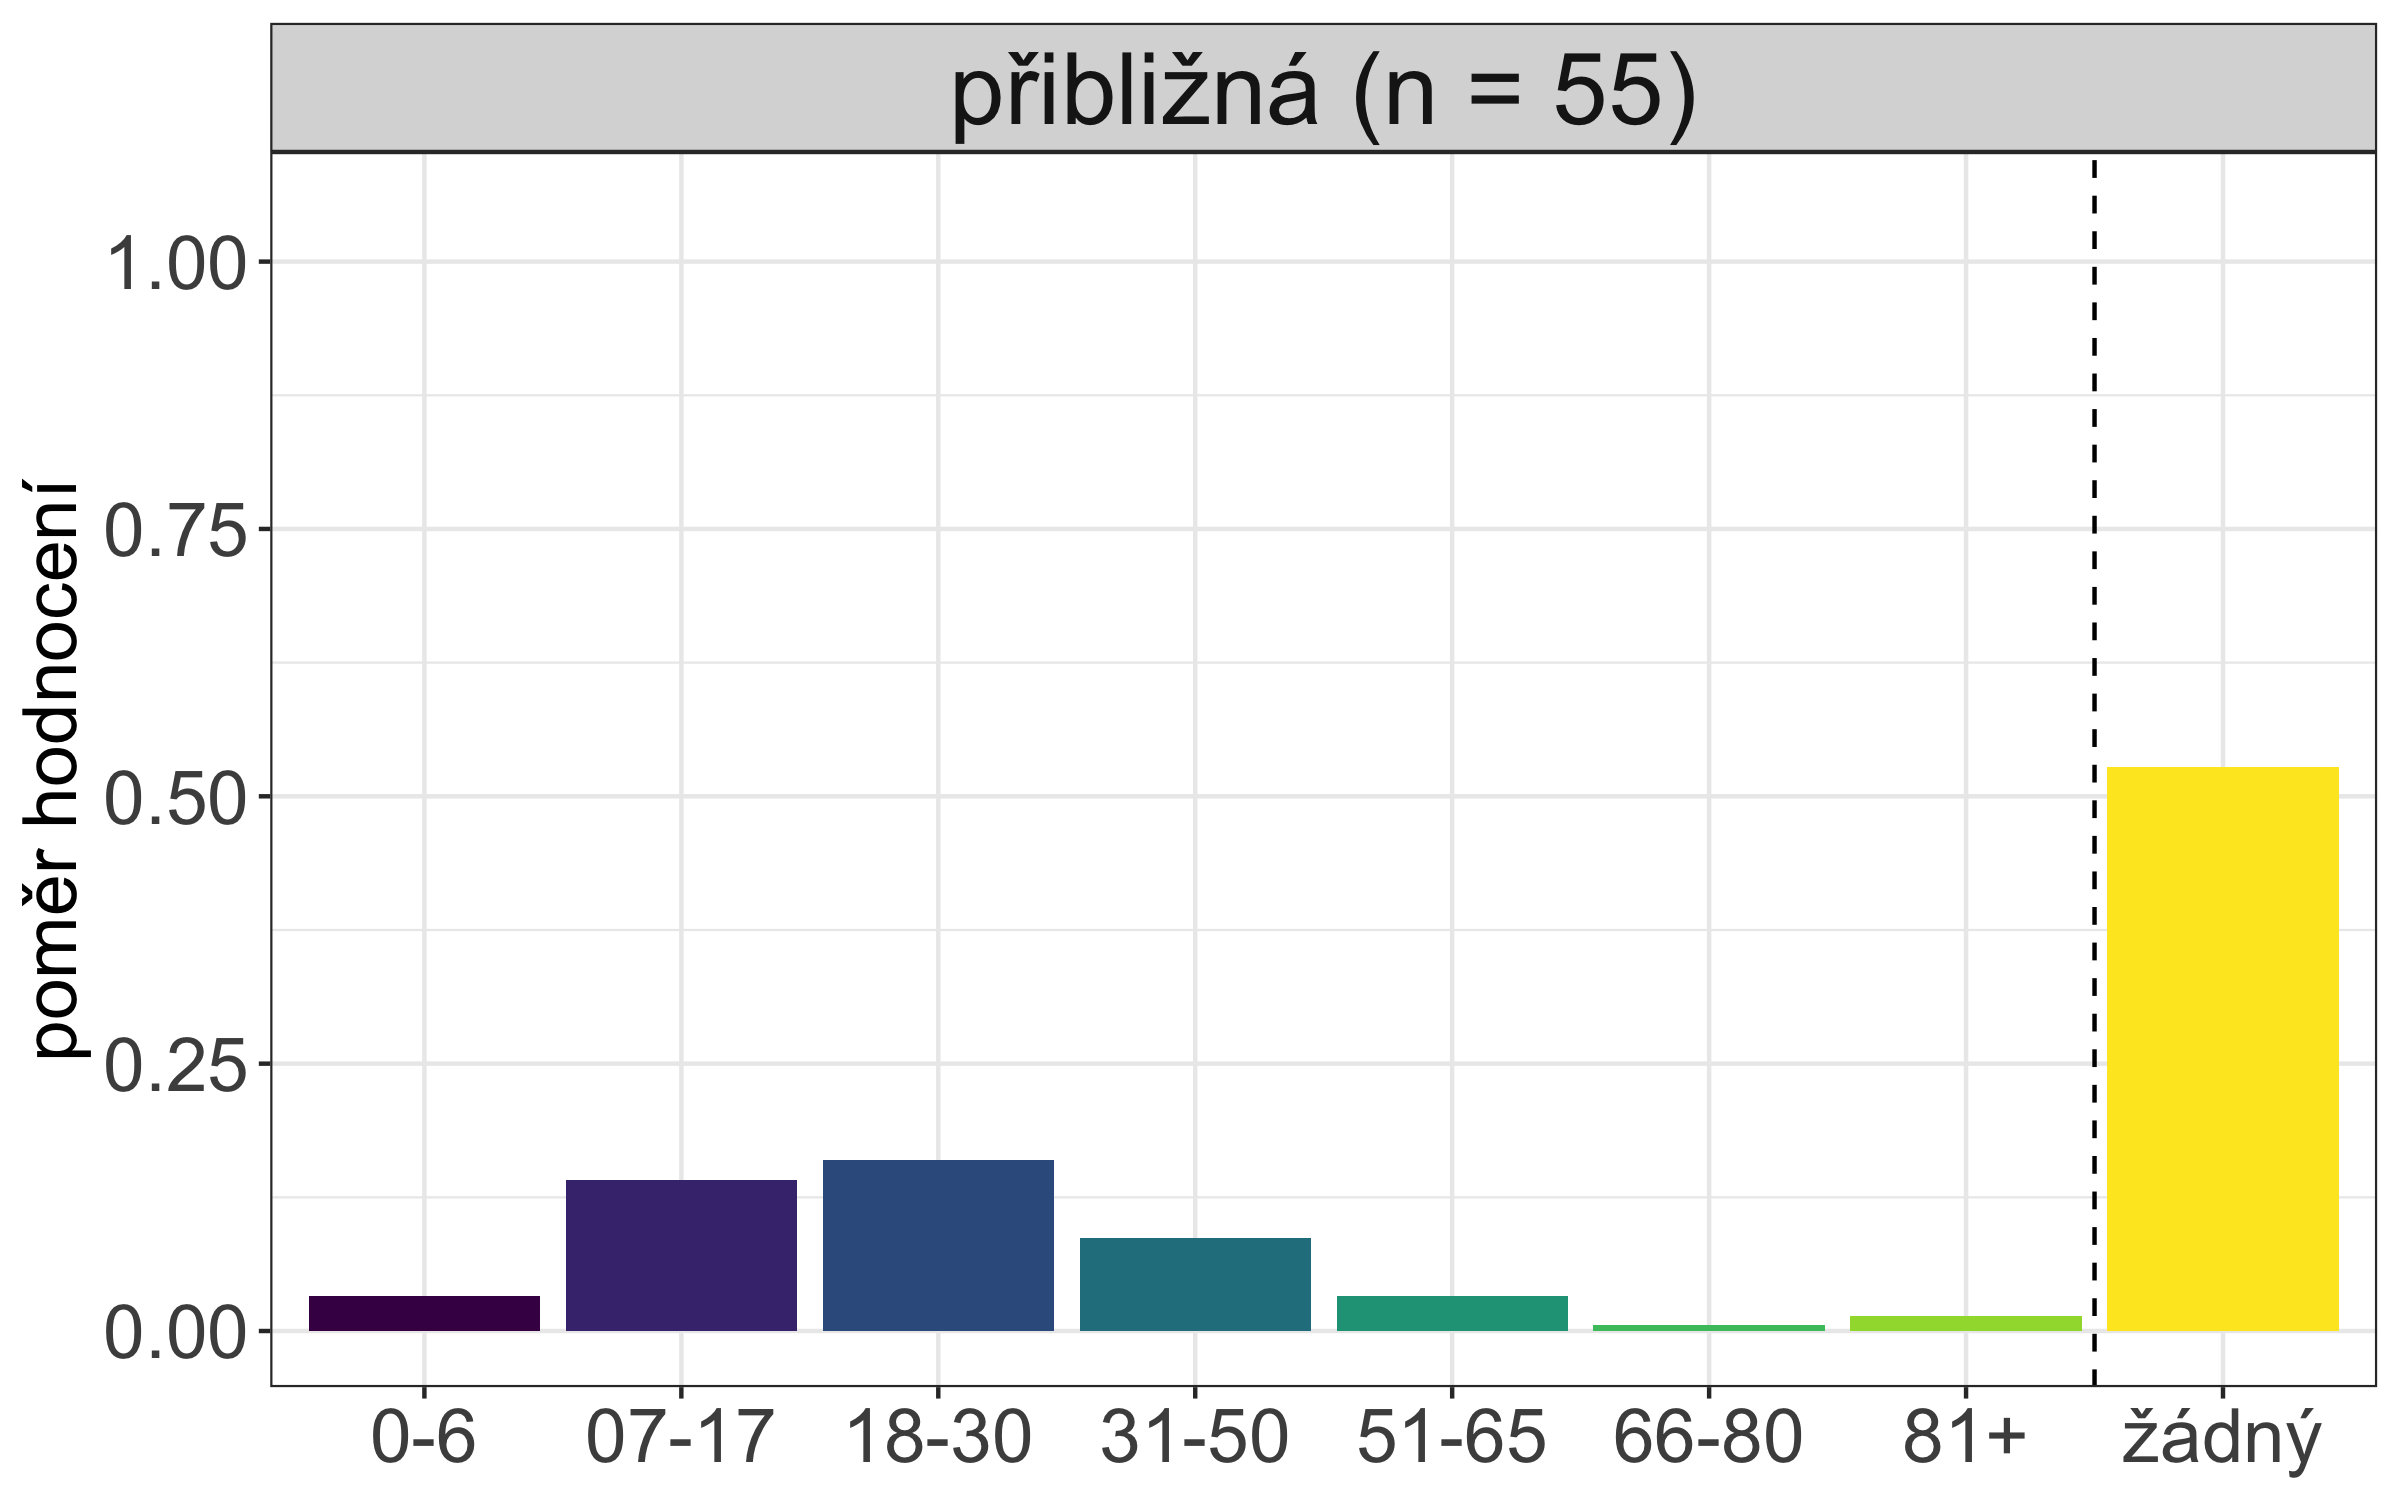 přibližná (n = 55)
poměr hodnocení
1.00
0.75
0.50
0.25
0.00
0-6 07-17 18-30 31-50 51-65 66-80 81+ žádný